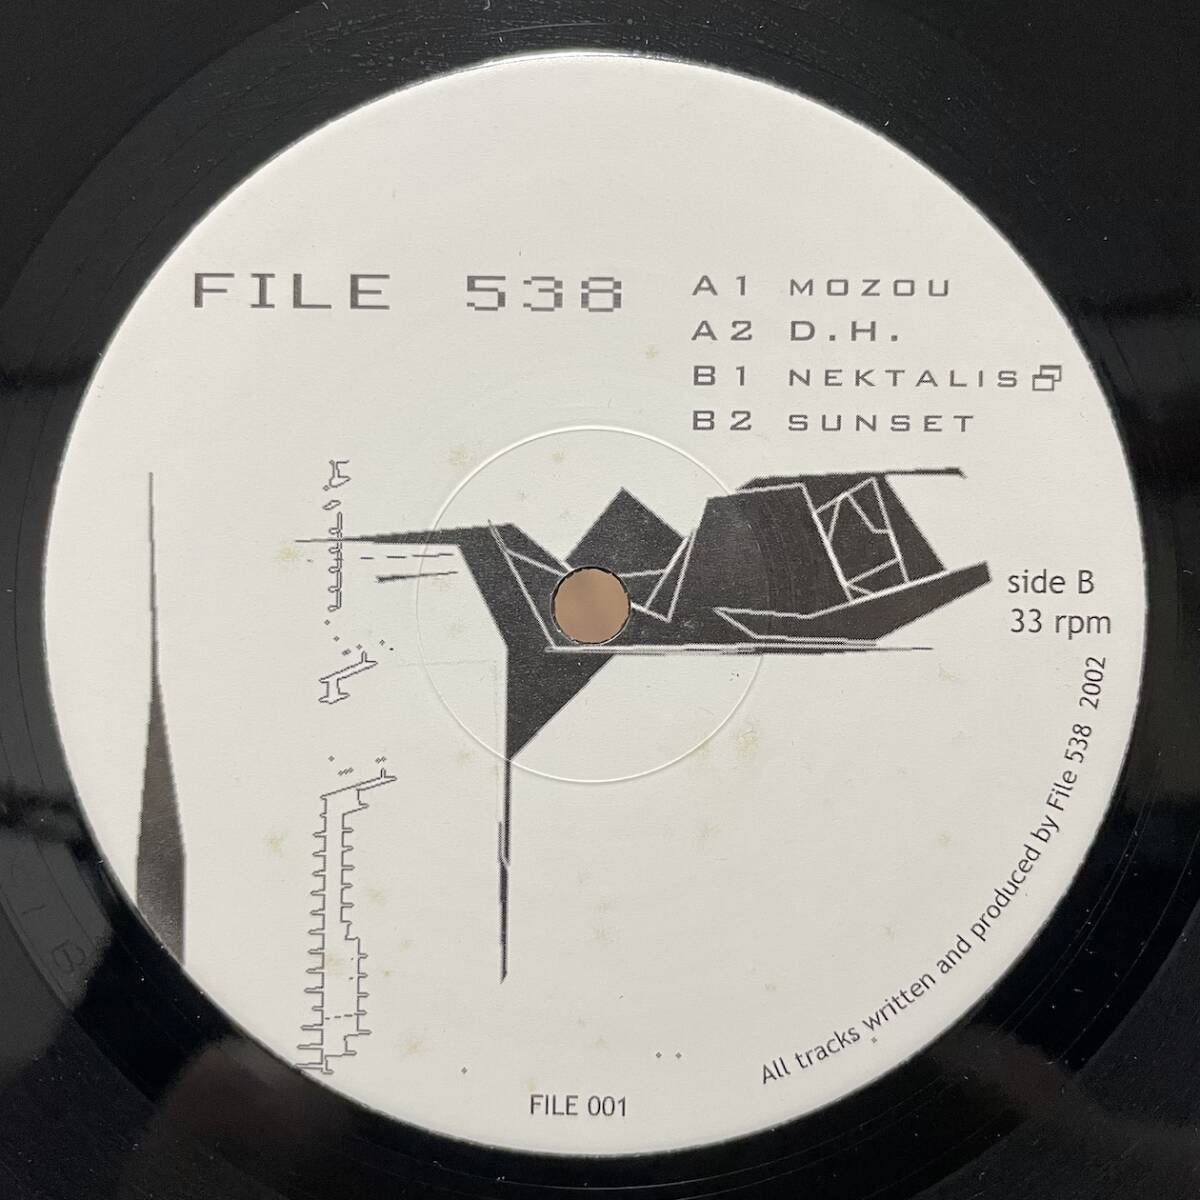 FILE 538
A1 MOZOU
A2 D.H.
B1 NEKTALIS
B2 SUNSET
side B
33 rpm
All tracks written and produced by File 538 2002
FILE 001